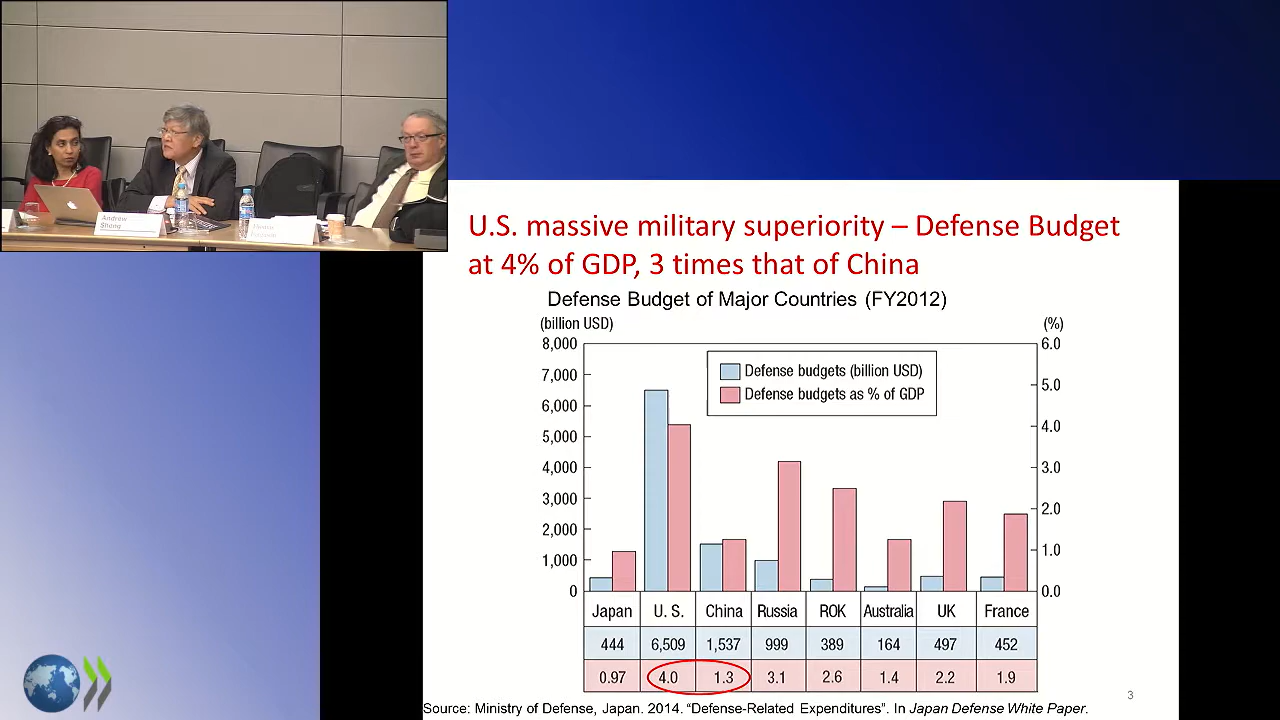 Andrew
Sheng
U.S. massive military superiority – Defense Budget
at 4% of GDP, 3 times that of China
Defense Budget of Major Countries (FY2012)
(billion USD)
(%)
8,000
7,000
6,000
5,000
4,000
3,000
2,000
1,000
0
6.0
5.0
4.0
3.0
2.0
1.0
0.0
Defense budgets (billion USD)
Defense budgets as % of GDP
Japan U. S. China Russia ROK Australia UK France
444 6,509 1,537 999 389 164 497 452
0.97 4.0 1.3 3.1 2.6 1.4 2.2 1.9
3
Source: Ministry of Defense, Japan. 2014. “Defense-Related Expenditures”. In Japan Defense White Paper.